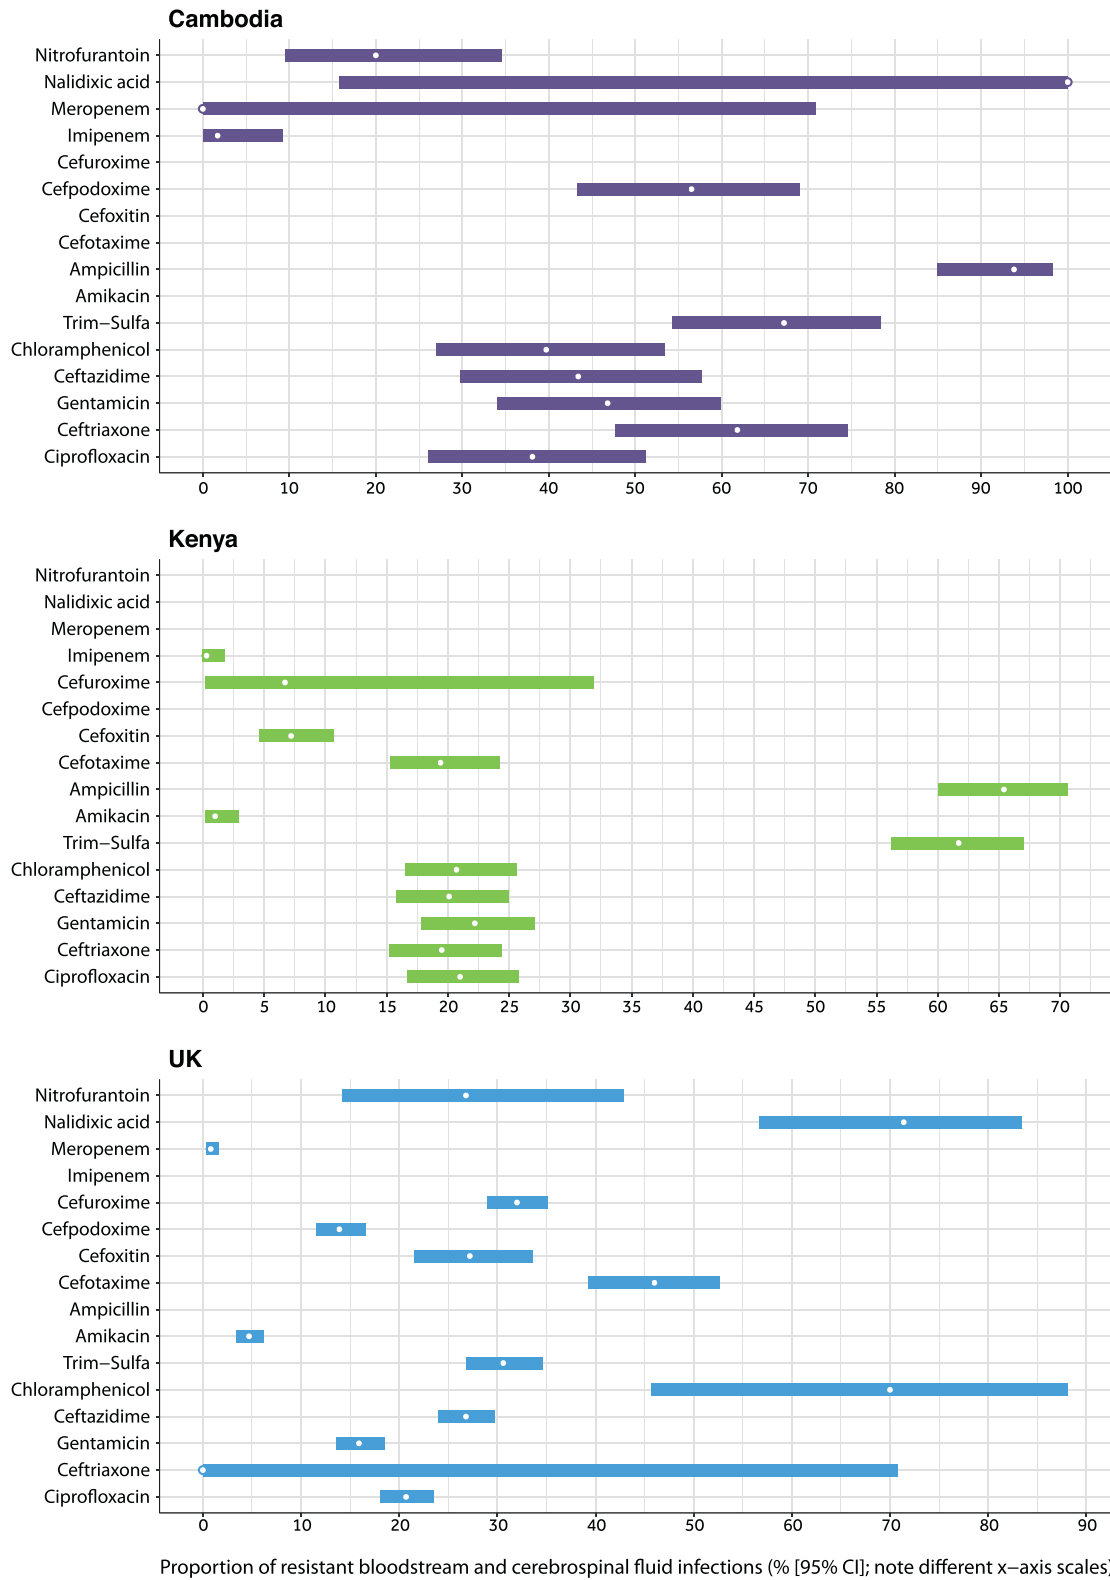 Cambodia
Nitrofurantoin
Nalidixic acid
Meropenem
Imipenem
Cefuroxime
Cefpodoxime
Cefoxitin
Cefotaxime
Ampicillin
Amikacin
Trim−Sulfa
Chloramphenicol
Ceftazidime
Gentamicin
Ceftriaxone
Ciprofloxacin
0 10 20 30 40 50 60 70 80 90 100
Kenya
Nitrofurantoin
Nalidixic acid
Meropenem
Imipenem
Cefuroxime
Cefpodoxime
Cefoxitin
Cefotaxime
Ampicillin
Amikacin
Trim−Sulfa
Chloramphenicol
Ceftazidime
Gentamicin
Ceftriaxone
Ciprofloxacin
0 5 10 15 20 25 30 35 40 45 50 55 60 65 70
UK
Nitrofurantoin
Nalidixic acid
Meropenem
Imipenem
Cefuroxime
Cefpodoxime
Cefoxitin
Cefotaxime
Ampicillin
Amikacin
Trim−Sulfa
Chloramphenicol
Ceftazidime
Gentamicin
Ceftriaxone
Ciprofloxacin
0 10 20 30 40 50 60 70 80 90
Proportion of resistant bloodstream and cerebrospinal fluid infections (% [95% CI]; note different x−axis scales)